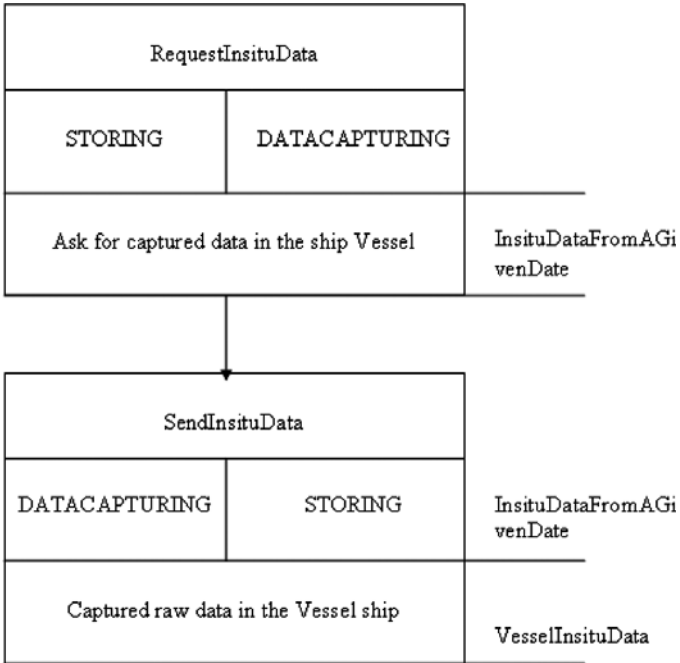 RequestInsituData
STORING
DATACAPTURING
Ask for captured data in the ship Vessel
InsituDataFromAGi
venDate
SendInsituData
DATACAPTURING
STORING
InsituDataFromAGi
venDate
Captured raw data in the Vessel ship
VesselInsituData